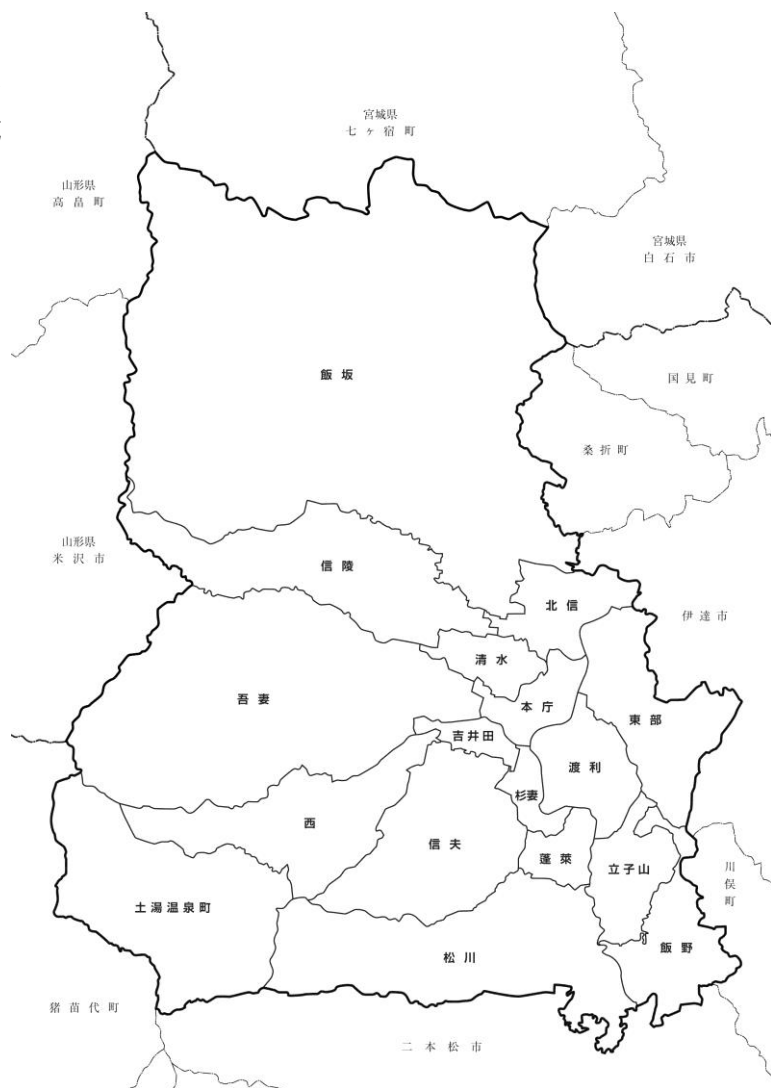 宮城県
七ヶ宿町
山形県
高畠町
宮城県
白石市
飯坂
国見町
桑折町
山形県
米沢市
信陵
北信
伊達市
清水
吾妻
本庁
東部
吉井田
渡利
杉妻
西
信夫
蓬萊
立子山
川俣町
土湯温泉町
松川
飯野
猪苗代町
二本松市